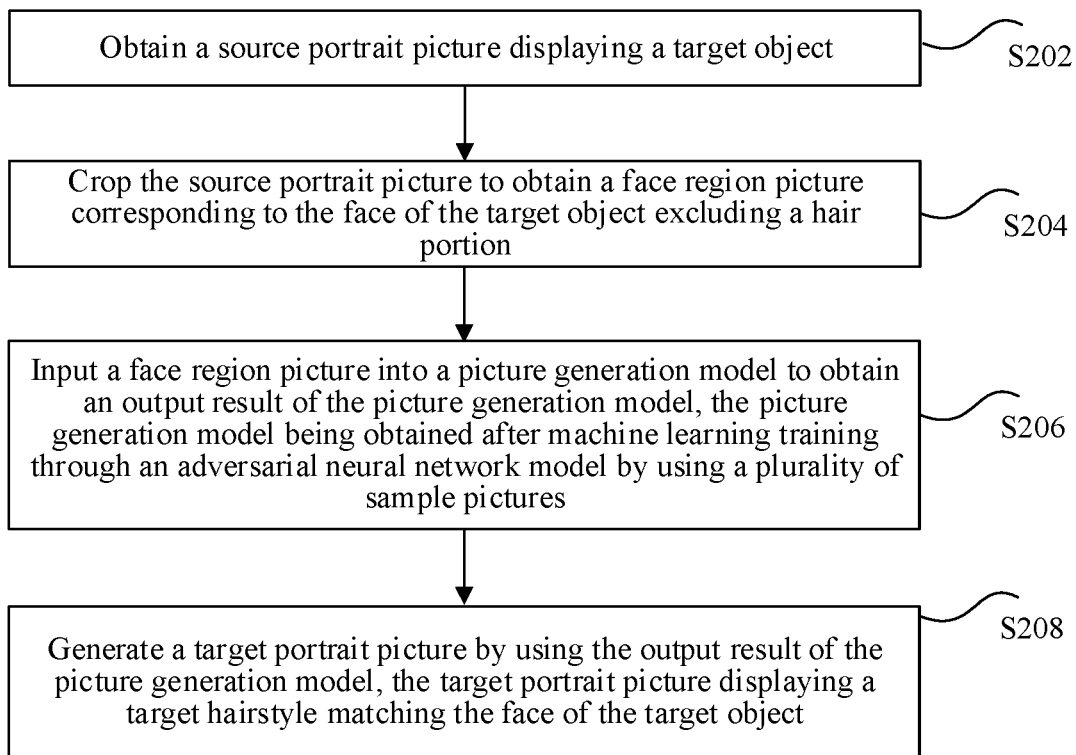 Obtain a source portrait picture displaying a target object
S202
Crop the source portrait picture to obtain a face region picture
corresponding to the face of the target object excluding a hair
portion
S204
Input a face region picture into a picture generation model to obtain
an output result of the picture generation model, the picture
generation model being obtained after machine learning training
through an adversarial neural network model by using a plurality of
sample pictures
S206
Generate a target portrait picture by using the output result of the
picture generation model, the target portrait picture displaying a
target hairstyle matching the face of the target object
S208